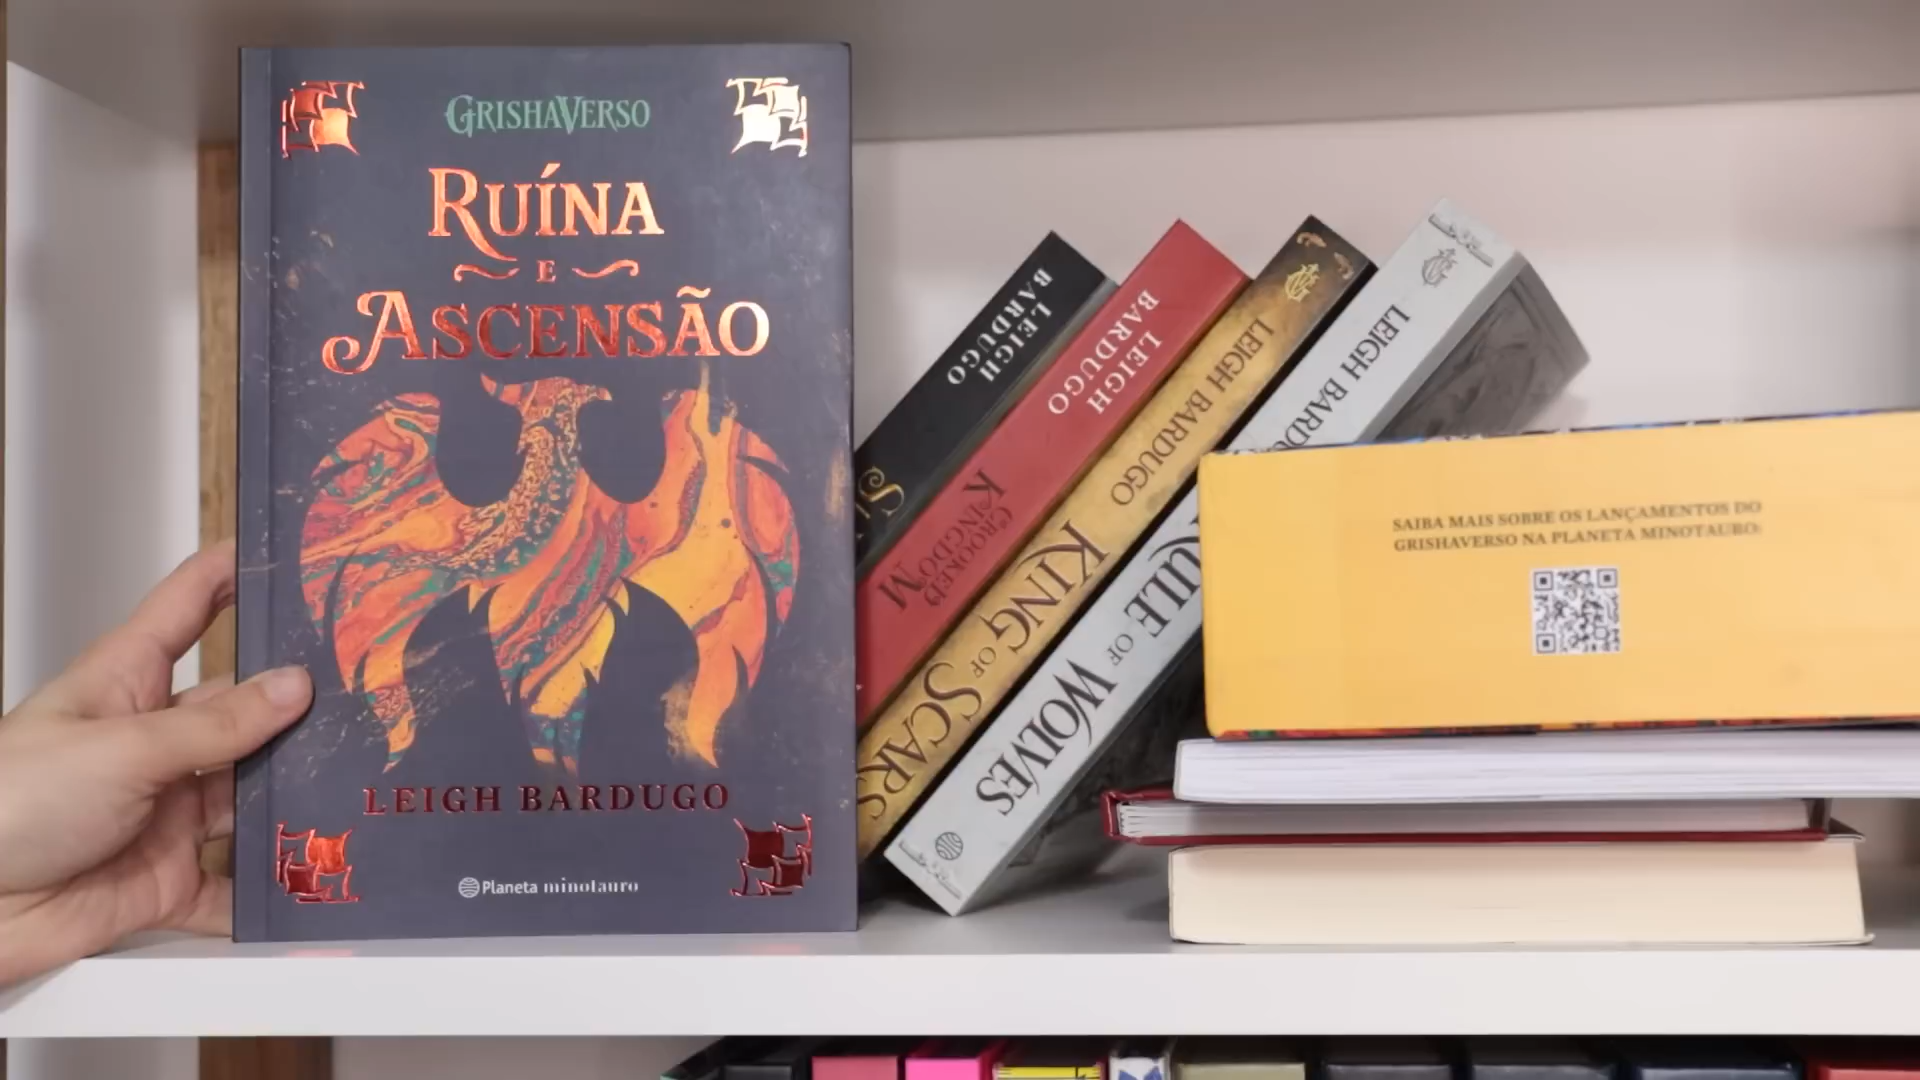 GRISHAVERSO
RUÍNA
E
ASCENSÃO
LEIGH BARDUGO
Planeta minotauro
LEIGH
BARDUGO
LEIGH
BARDUGO
CROOKED
KINGDOM
LEIGH BARDUGO
KING OF SCARS
LEIGH
RULE OF WOLVES
SAIBA MAIS SOBRE OS LANÇAMENTOS DO
GRISHAVERSO NA PLANETA MINOTAURO: